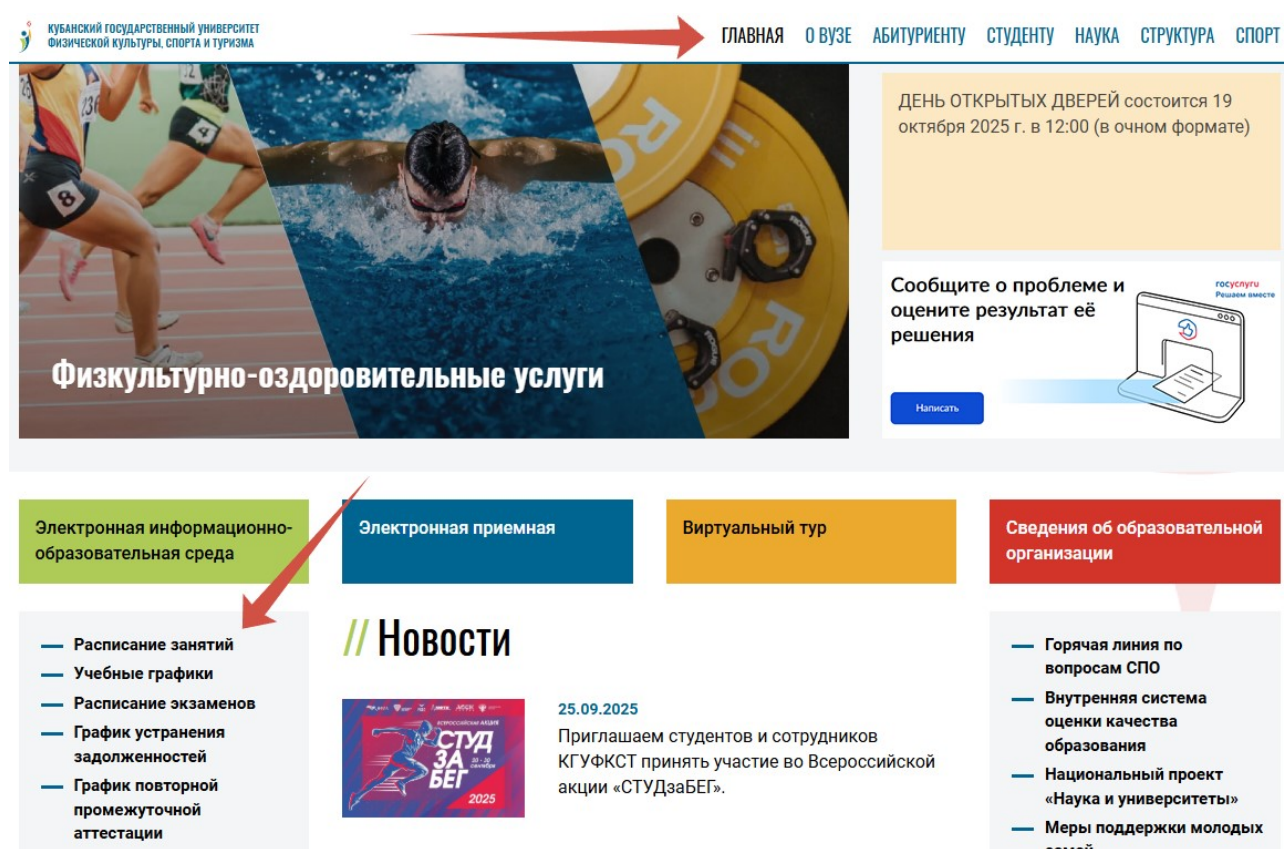 КУБАНСКИЙ ГОСУДАРСТВЕННЫЙ УНИВЕРСИТЕТ
ФИЗИЧЕСКОЙ КУЛЬТУРЫ, СПОРТА И ТУРИЗМА
ГЛАВНАЯ О ВУЗЕ АБИТУРИЕНТУ СТУДЕНТУ НАУКА СТРУКТУРА СПОРТ
Физкультурно-оздоровительные услуги
ДЕНЬ ОТКРЫТЫХ ДВЕРЕЙ состоится 19
октября 2025 г. в 12:00 (в очном формате)
Сообщите о проблеме и
оцените результат её
решения
госуслуги
Решаем вместе
Написать
Электронная информационно-
образовательная среда
Электронная приемная
Виртуальный тур
Сведения об образовательной
организации
Расписание занятий
Учебные графики
Расписание экзаменов
График устранения
задолженностей
График повторной
промежуточной
аттестации
// Новости
ВСЕРОССИЙСКАЯ АКЦИЯ
СТУД
ЗА
БЕГ
2025
25.09.2025
Приглашаем студентов и сотрудников
КГУФКСТ принять участие во Всероссийской
акции «СТУДзаБЕГ».
Горячая линия по
вопросам СПО
Внутренняя система
оценки качества
образования
Национальный проект
«Наука и университеты»
Меры поддержки молодых